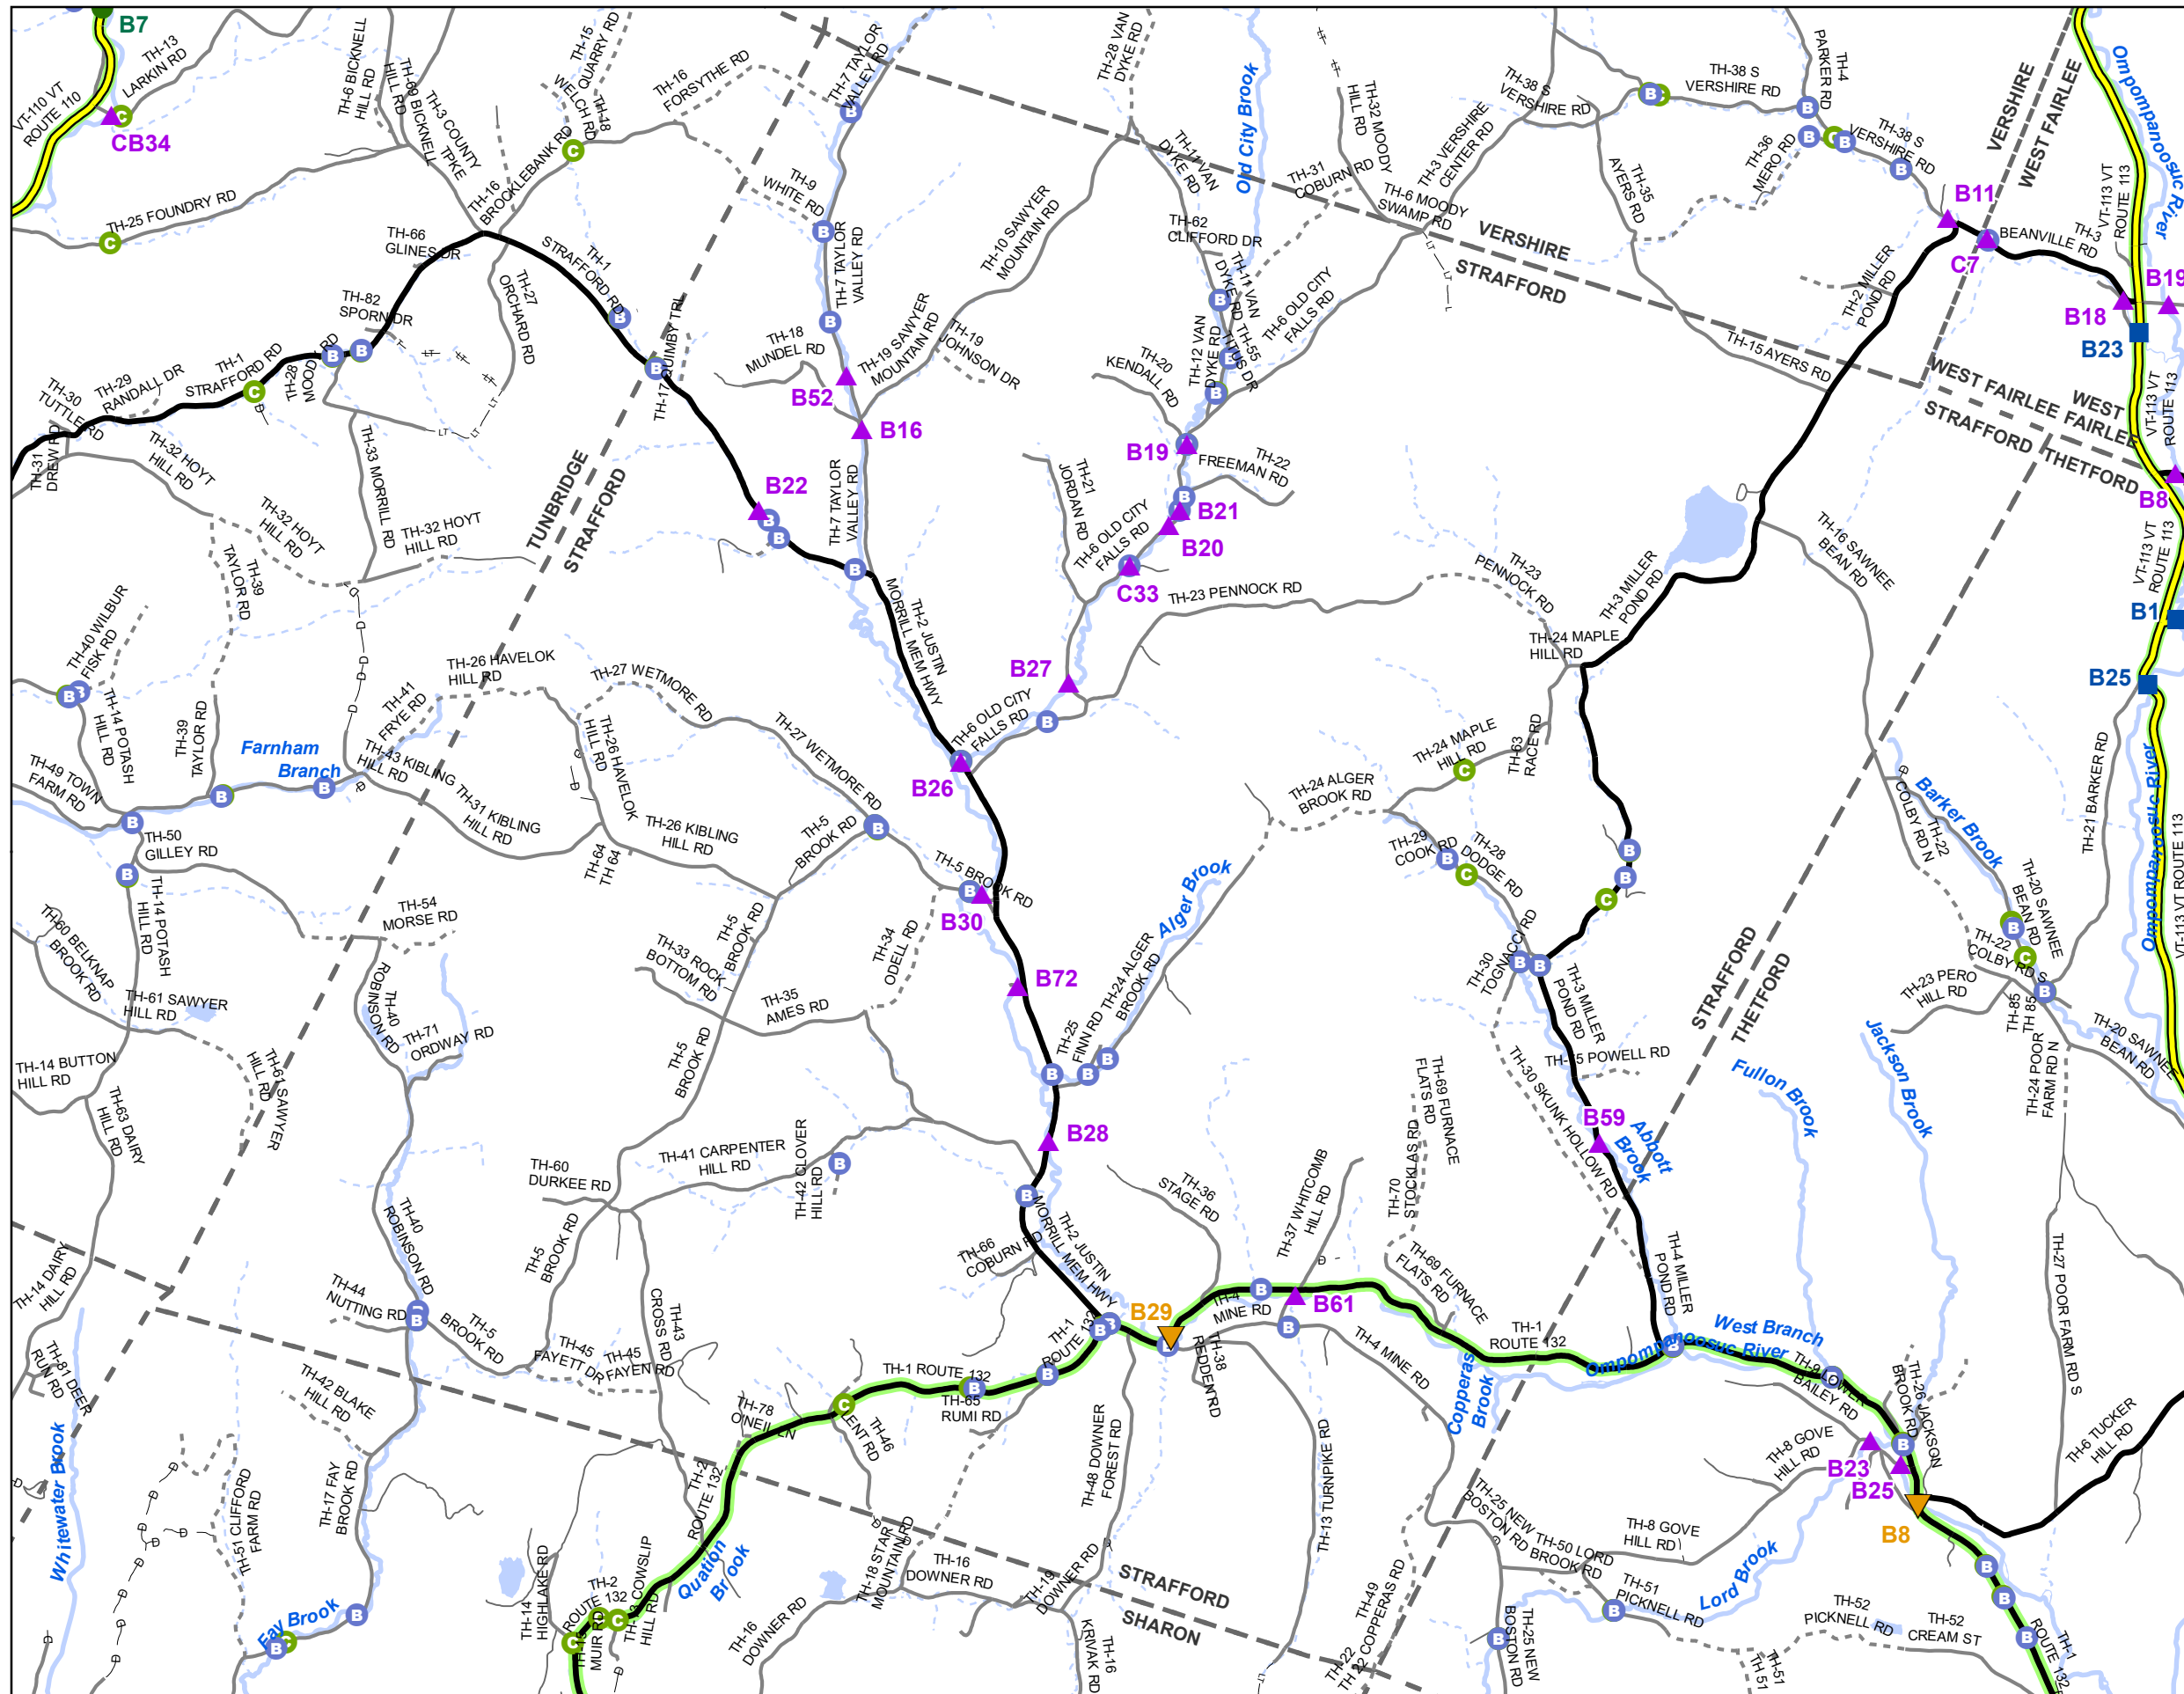 B7
TH-13
LARKIN RD
VT-110 VT
ROUTE 110
CB34
TH-25 FOUNDRY RD
TH-6 BICKNELL
HILL RD
TH-69 BICKNELL
HILL RD
TH-3 COUNTY
TPKE
TH-15
QUARRY RD
WELCH RD
TH-18
TH-16
FORSYTHE RD
TH-16
BROCKLEBANK RD
TH-7 TAYLOR
VALLEY RD
TH-9
WHITE RD
TH-28 VAN
DYKE RD
Old City Brook
TH-11 VAN
DYKE RD
TH-32 MOODY
HILL RD
TH-31
COBURN RD
TH-6 MOODY
SWAMP RD
TH-3 VERSHIRE
CENTER RD
TH-38 S
VERSHIRE RD
TH-38 S
VERSHIRE RD
TH-4
PARKER RD
TH-38 S
VERSHIRE RD
TH-36
MERO RD
TH-35
AYERS RD
VERSHIRE
WEST FAIRLEE
Ompompanoosuc River
VT-113 VT
ROUTE 113
B11
C7
TH-3
BEANVILLE RD
B18
B19
B23
TH-2 MILLER
POND RD
TH-15 AYERS RD
VERSHIRE
STRAFFORD
WEST FAIRLEE
STRAFFORD
WEST
FAIRLEE
THETFORD
VT-113 VT
ROUTE 113
B8
TH-66
GLINES DR
TH-1
STRAFFORD RD
TH-27
ORCHARD RD
TH-82
SPORN DR
TH-17 QUIMBY TRL
TH-1
STRAFFORD RD
TH-28
MOODY RD
TH-29
RANDALL DR
TH-30
TUTTLE RD
TH-31
DREW RD
TH-32 HOYT
HILL RD
TH-32 HOYT
HILL RD
TH-32 HOYT
HILL RD
TH-33 MORRILL RD
TUNBRIDGE
STRAFFORD
TH-39
TAYLOR RD
TH-39
TAYLOR RD
TH-7 TAYLOR
VALLEY RD
TH-18
MUNDEL RD
B52
B16
TH-19 SAWYER
MOUNTAIN RD
TH-10 SAWYER
MOUNTAIN RD
TH-19
JOHNSON DR
TH-62
CLIFFORD DR
TH-11 VAN
DYKE RD
TH-55
TITUS DR
TH-12 VAN
DYKE RD
TH-6 OLD CITY
FALLS RD
TH-20
KENDALL RD
B19
TH-22
FREEMAN RD
B21
B20
C33
TH-21
JORDAN RD
TH-6 OLD CITY
FALLS RD
B22
TH-7 TAYLOR
VALLEY RD
TH-23 PENNOCK RD
TH-23
PENNOCK RD
TH-3 MILLER
POND RD
TH-24 MAPLE
HILL RD
TH-16 SAWNEE
BEAN RD
VT-113 VT
ROUTE 113
B1
B25
TH-2 JUSTIN
MORRILL MEM HWY
B27
TH-6 OLD CITY
FALLS RD
B26
TH-40 WILBUR
FISK RD
TH-14 POTASH
HILL RD
TH-49 TOWN
FARM RD
Farnham
Branch
TH-41
FRYE RD
TH-26 HAVELOK
HILL RD
TH-26 HAVELOK
HILL RD
TH-27 WETMORE RD
TH-27 WETMORE RD
TH-43 KIBLING
HILL RD
TH-31 KIBLING
HILL RD
TH-26 KIBLING
HILL RD
TH-64
TH 64
TH-5
BROOK RD
TH-5 BROOK RD
B30
TH-50
GILLEY RD
TH-14 POTASH
HILL RD
TH-60 BELKNAP
BROOK RD
TH-61 SAWYER
HILL RD
TH-61 SAWYER
HILL RD
TH-54
MORSE RD
TH-40
ROBINSON RD
TH-71
ORDWAY RD
TH-14 BUTTON
HILL RD
TH-63 DAIRY
HILL RD
TH-5
BROOK RD
TH-33 ROCK
BOTTOM RD
TH-34
ODELL RD
TH-35
AMES RD
TH-5
BROOK RD
B72
TH-25
FINN RD
TH-24 ALGER
BROOK RD
Alger Brook
TH-24 ALGER
BROOK RD
TH-24 MAPLE
HILL RD
TH-63
RACE RD
TH-29
COOK RD
TH-28
DODGE RD
TH-30
TOGNACCI RD
TH-3 MILLER
POND RD
TH-30 SKUNK HOLLOW RD
TH-15 POWELL RD
STRAFFORD
THETFORD
TH-22
COLBY RD N
Barker Brook
TH-21 BARKER RD
Ompompanoosuc River
VT-113 VT ROUTE 113
TH-20 SAWNEE
BEAN RD
TH-22
COLBY RD S
TH-23 PERO
HILL RD
TH-85
TH 85
TH-20 SAWNEE
BEAN RD
TH-24 POOR
FARM RD N
Jackson Brook
Fullon Brook
B59
Abbott
Brook
TH-69 FURNACE
FLATS RD
TH-70
STOCKLAS RD
TH-37 WHITCOMB
HILL RD
TH-36
STAGE RD
B28
TH-41 CARPENTER
HILL RD
TH-42 CLOVER
HILL RD
TH-60
DURKEE RD
TH-5
BROOK RD
TH-43
CROSS RD
TH-66
COBURN RD
TH-2 JUSTIN
MORRILL MEM HWY
B29
TH-4
MINE RD
B61
TH-69 FURNACE
FLATS RD
TH-4 MINE RD
TH-1
ROUTE 132
TH-4 MILLER
POND RD
West Branch
Ompompanoosuc River
TH-9 LOWER
BAILEY RD
TH-26 JACKSON
BROOK RD
TH-27 POOR FARM RD S
TH-6 TUCKER
HILL RD
B23
B25
B8
TH-8 GOVE
HILL RD
TH-8 GOVE
HILL RD
Copperas
Brook
TH-14 DAIRY
HILL RD
TH-81 DEER
RUN RD
Whitewater Brook
TH-40
ROBINSON RD
TH-44
NUTTING RD
TH-5
BROOK RD
TH-45
FAYETT DR
TH-45
FAYEN RD
TH-42 BLAKE
HILL RD
TH-17 FAY
BROOK RD
TH-51 CLIFFORD
FARM RD
Fay Brook
TH-78
O'NEIL LN
TH-1 ROUTE 132
TH-1
ROUTE 132
TH-65
RUMI RD
TH-46
LENT RD
TH-2
ROUTE 132
Quation
Brook
TH-14
HIGHLAKE RD
TH-2
ROUTE 132
MUIR RD
TH-3 COWSLIP
HILL RD
TH-16
DOWNER RD
TH-18 STAR
MOUNTAIN RD
TH-16
DOWNER RD
TH-19
DOWNER RD
TH-48 DOWNER
FOREST RD
TH-38
REDDENT RD
TH-13 TURNPIKE RD
STRAFFORD
SHARON
TH-16
KRIVAK RD
TH-49
TH-22
TH 22 COPPERAS RD
TH-25 NEW
BOSTON RD
TH-50 LORD
BROOK RD
TH-51
PICKNELL RD
Lord Brook
TH-25 NEW
BOSTON RD
TH-52
PICKNELL RD
TH-52
CREAM ST
TH-51
TH 51
TH-1
ROUTE 132